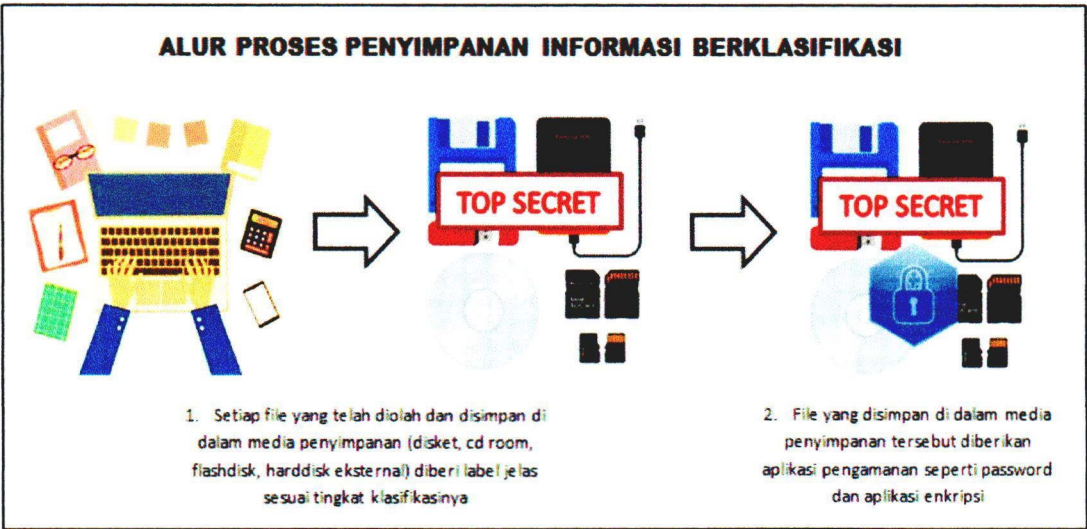 ALUR PROSES PENYIMPANAN INFORMASI BERKLASIFIKASI
TOP SECRET
TOP SECRET
1. Setiap file yang telah diolah dan disimpan di
dalam media penyimpanan (disket, cd room,
flashdisk, harddisk eksternal) diberi label jelas
sesuai tingkat klasifikasinya
2. File yang disimpan di dalam media
penyimpanan tersebut diberikan
aplikasi pengamanan seperti password
dan aplikasi enkripsi